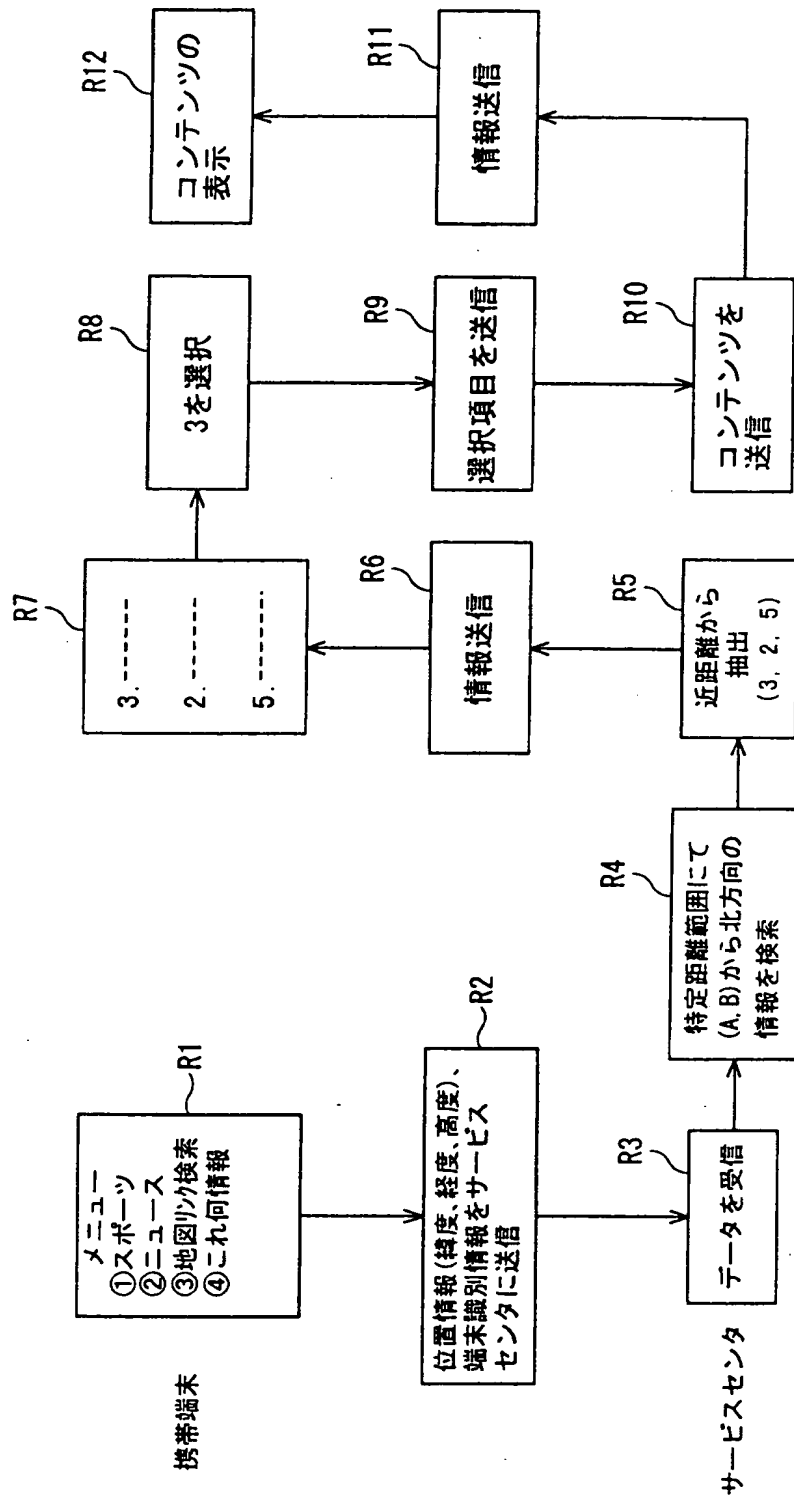 携帯端末
メニュー
①スポーツ
②ニュース
③地図リンク検索
④これ何情報
R1
位置情報(緯度、経度、高度)、
端末識別情報をサービス
センタに送信
R2
サービスセンタ
データを受信
R3
特定距離範囲にて
(A, B)から北方向の
情報を検索
R4
近距離から
抽出
(3, 2, 5)
R5
情報送信
R6
3. ------
2. ------
5. ------
R7
3を選択
R8
選択項目を送信
R9
コンテンツを
送信
R10
情報送信
R11
コンテンツの
表示
R12